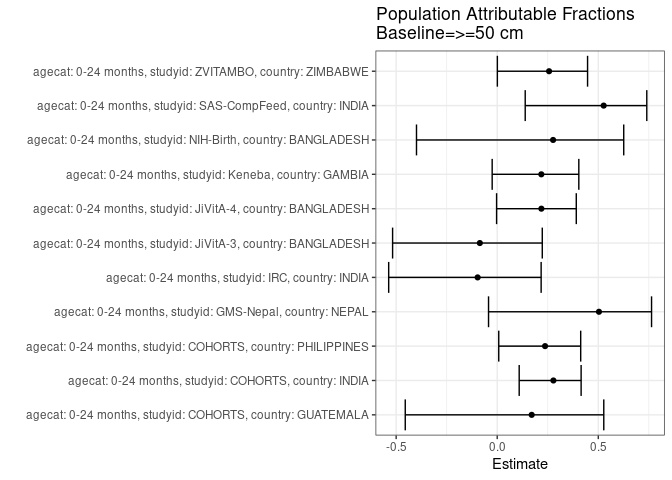 Population Attributable Fractions
Baseline=>=50 cm
agecat: 0-24 months, studyid: ZVITAMBO, country: ZIMBABWE
agecat: 0-24 months, studyid: SAS-CompFeed, country: INDIA
agecat: 0-24 months, studyid: NIH-Birth, country: BANGLADESH
agecat: 0-24 months, studyid: Keneba, country: GAMBIA
agecat: 0-24 months, studyid: JiVitA-4, country: BANGLADESH
agecat: 0-24 months, studyid: JiVitA-3, country: BANGLADESH
agecat: 0-24 months, studyid: IRC, country: INDIA
agecat: 0-24 months, studyid: GMS-Nepal, country: NEPAL
agecat: 0-24 months, studyid: COHORTS, country: PHILIPPINES
agecat: 0-24 months, studyid: COHORTS, country: INDIA
agecat: 0-24 months, studyid: COHORTS, country: GUATEMALA
-0.5 0.0 0.5
Estimate